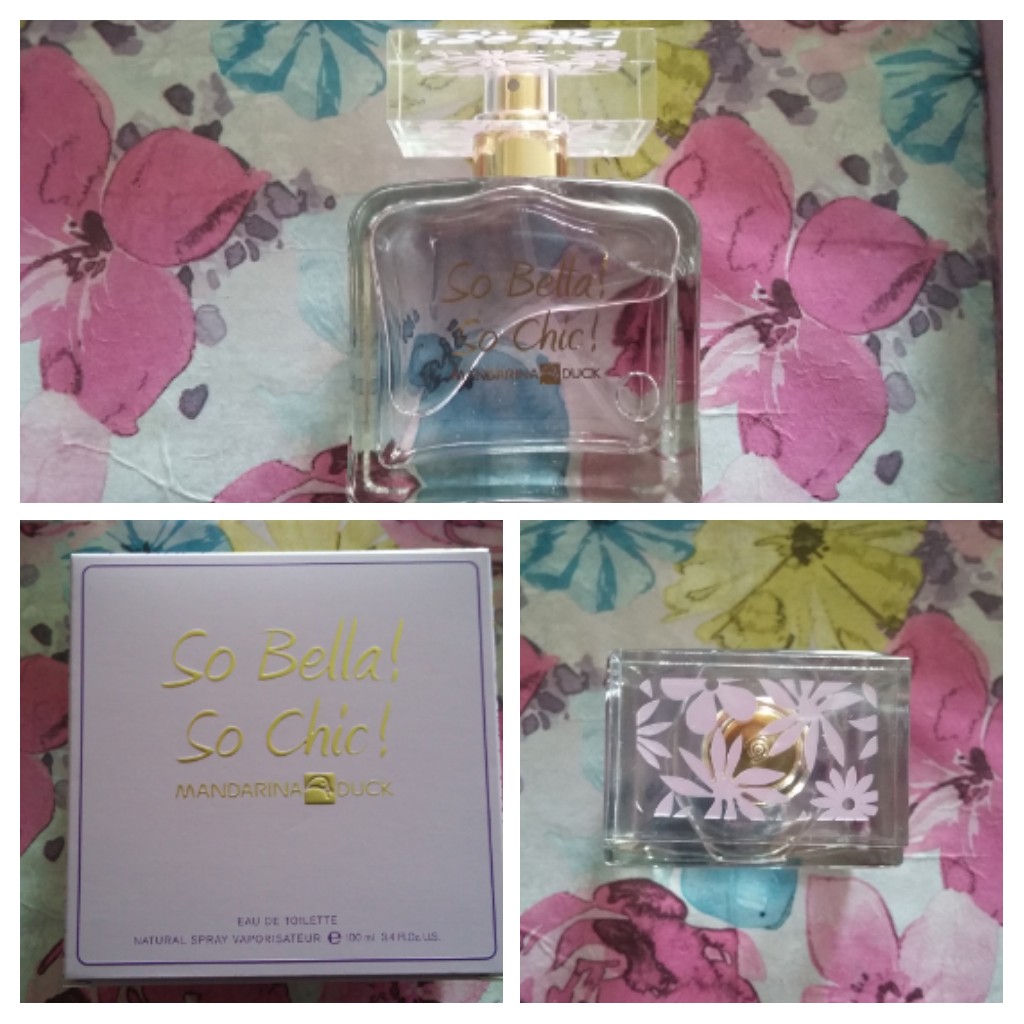 So Bella!
So Chic!
MANDARINA DUCK
So Bella!
So Chic!
MANDARINA DUCK
EAU DE TOILETTE
NATURAL SPRAY VAPORISATEUR ℮ 100 ml 3.4 Fl.Oz U.S.